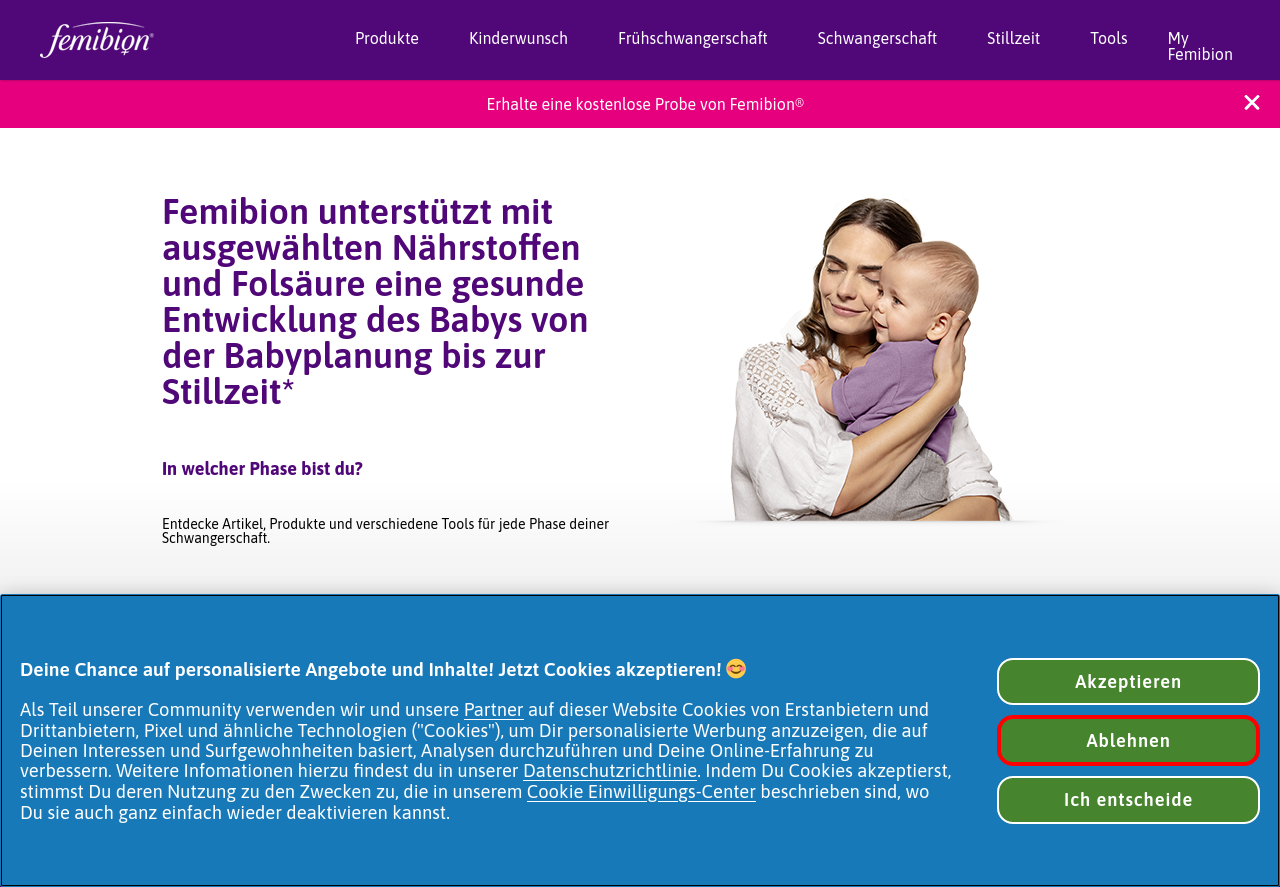 femibion®
Produkte
Kinderwunsch
Frühschwangerschaft
Schwangerschaft
Stillzeit
Tools
My
Femibion
Erhalte eine kostenlose Probe von Femibion®
Femibion unterstützt mit
ausgewählten Nährstoffen
und Folsäure eine gesunde
Entwicklung des Babys von
der Babyplanung bis zur
Stillzeit*
In welcher Phase bist du?
Entdecke Artikel, Produkte und verschiedene Tools für jede Phase deiner
Schwangerschaft.
Deine Chance auf personalisierte Angebote und Inhalte! Jetzt Cookies akzeptieren! 😊
Als Teil unserer Community verwenden wir und unsere Partner auf dieser Website Cookies von Erstanbietern und
Drittanbietern, Pixel und ähnliche Technologien ("Cookies"), um Dir personalisierte Werbung anzuzeigen, die auf
Deinen Interessen und Surfgewohnheiten basiert, Analysen durchzuführen und Deine Online-Erfahrung zu
verbessern. Weitere Infomationen hierzu findest du in unserer Datenschutzrichtlinie. Indem Du Cookies akzeptierst,
stimmst Du deren Nutzung zu den Zwecken zu, die in unserem Cookie Einwilligungs-Center beschrieben sind, wo
Du sie auch ganz einfach wieder deaktivieren kannst.
Akzeptieren
Ablehnen
Ich entscheide